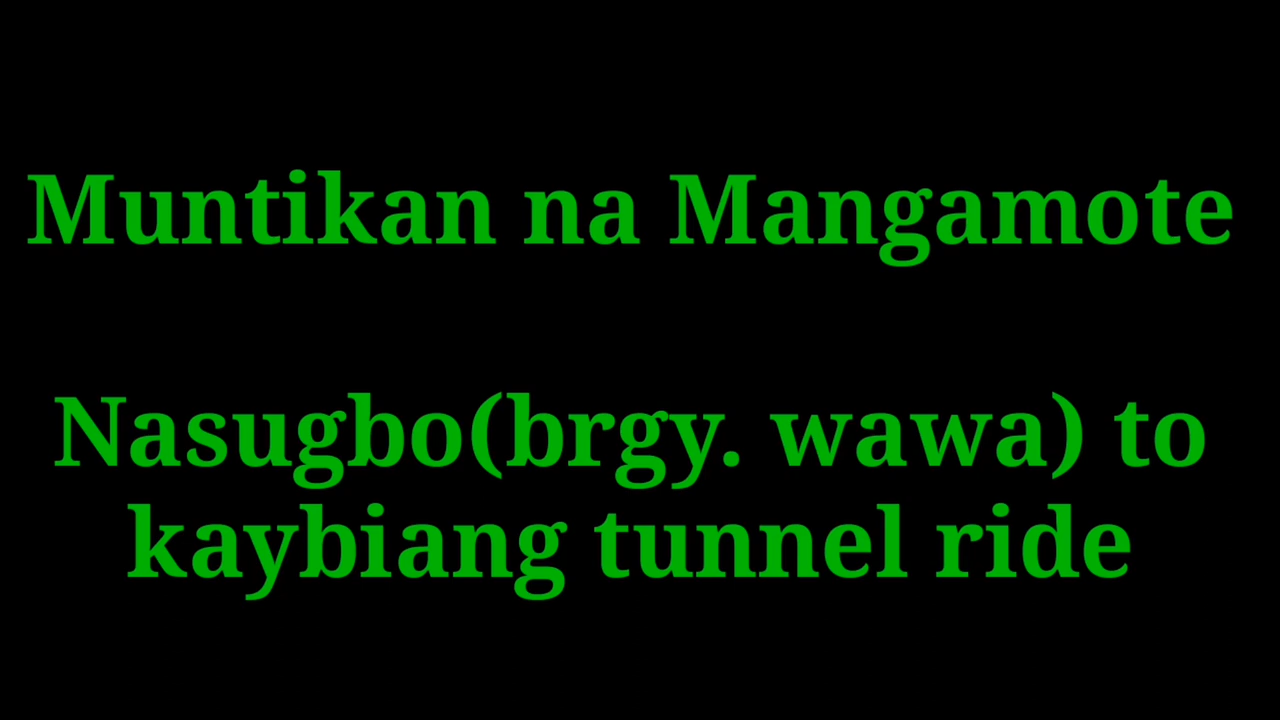 Muntikan na Mangamote
Nasugbo(brgy. wawa) to
kaybiang tunnel ride